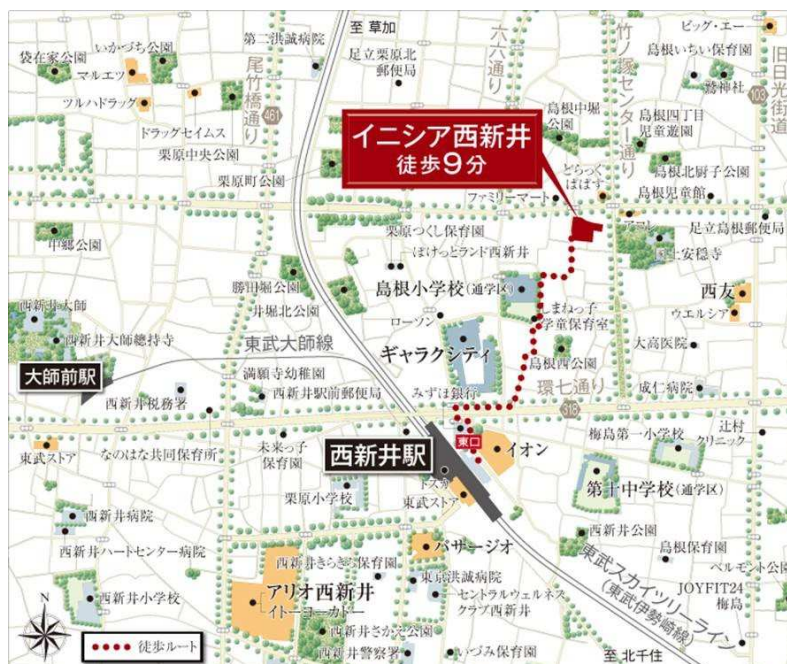 至 草加
ビッグ・エー
いかづち公園
袋在家公園
マルエツ
第二洪誠病院
六六通り
竹ノ塚センター通り
島根いちい保育園
旧日光街道
足立栗原北
郵便局
鷲神社
尾竹橋通り
ツルハドラッグ
103
461
ドラッグセイムス
島根中堀
公園
島根四丁目
児童遊園
イニシア西新井
徒歩9分
栗原中央公園
島根北厨子公園
栗原町公園
どらっぐ
ぱぱす
島根児童館
ファミリーマート
アコレ
足立島根郵便局
栗原つくし保育園
中郷公園
国土安穏寺
ぽけっとランド西新井
勝田堀公園
島根小学校(通学区)
西友
西新井大師
井堀北公園
しまねっ子
学童保育室
ウエルシア
ローソン
西新井大師總持寺
東武大師線
ギャラクシティ
大高医院
島根西公園
大師前駅
満願寺幼稚園
環七通り
西新井駅前郵便局
みずほ銀行
成仁病院
西新井税務署
318
東口
辻村
クリニック
東武ストア
なのはな共同保育所
未来っ子
保育園
西新井駅
イオン
梅島第一小学校
トスカ
栗原小学校
東武ストア
第十中学校(通学区)
西新井病院
西新井公園
西新井ハートセンター病院
パサージオ
島根保育園
西新井きらきら保育園
東武スカイツリーライン
(東武伊勢崎線)
ベルモント公園
東京洪誠病院
アリオ西新井
イトーヨーカドー
セントラルウェルネス
クラブ西新井
JOYFIT24
梅島
西新井小学校
N
西新井さかえ公園
徒歩ルート
西新井警察署
いづみ保育園
至 北千住